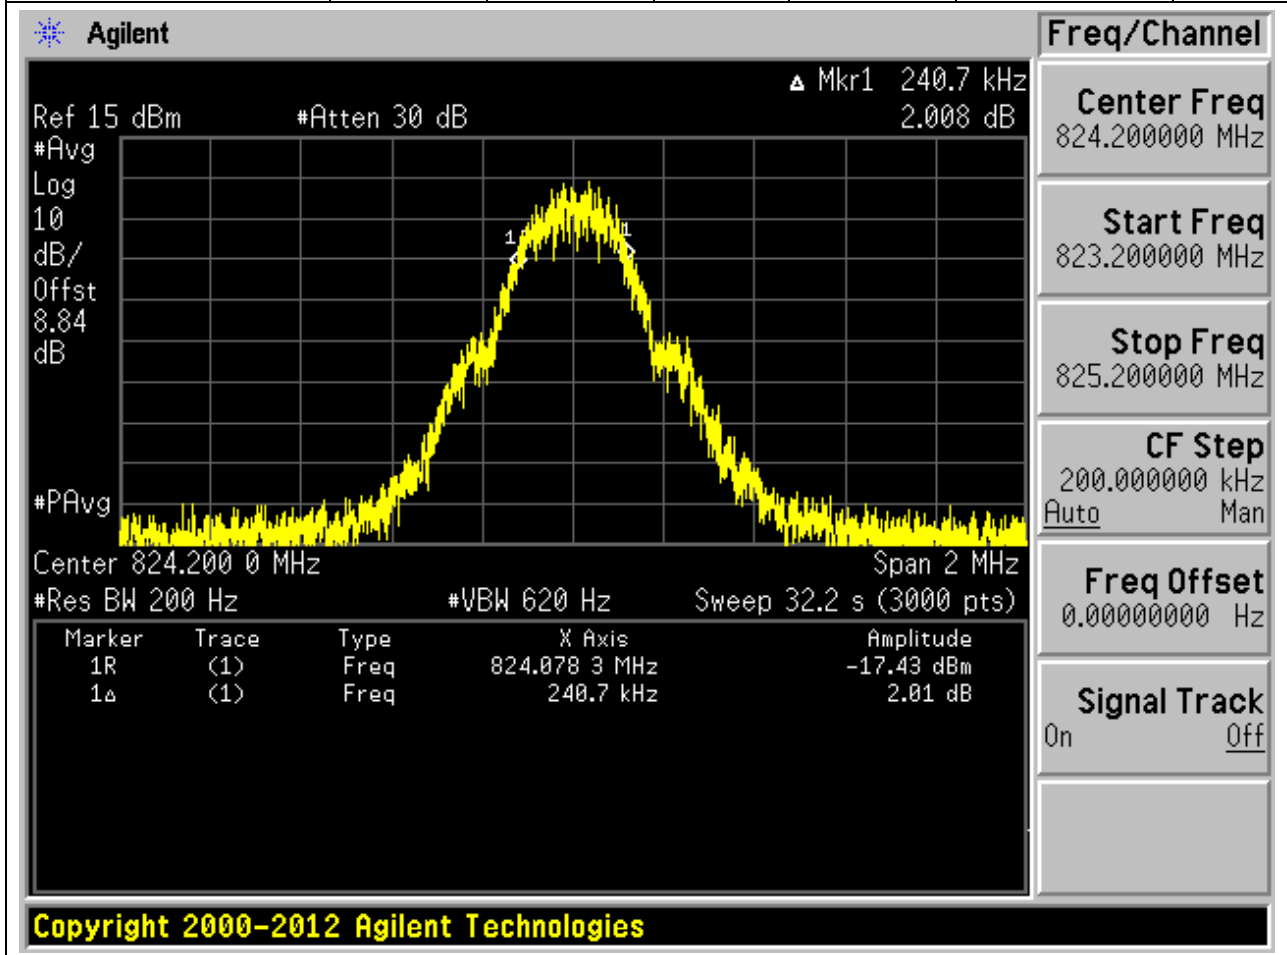 Agilent
Freq/Channel
Δ Mkr1 240.7 kHz
Ref 15 dBm #Atten 30 dB 2.008 dB
#Avg
Log
10
dB/
Offst
8.84
dB
#PAvg
1
1
Center 824.200 0 MHz Span 2 MHz
#Res BW 200 Hz #VBW 620 Hz Sweep 32.2 s (3000 pts)
Marker Trace Type X Axis Amplitude
1R (1) Freq 824.078 3 MHz -17.43 dBm
1Δ (1) Freq 240.7 kHz 2.01 dB
Center Freq
824.200000 MHz
Start Freq
823.200000 MHz
Stop Freq
825.200000 MHz
CF Step
200.000000 kHz
Auto Man
Freq Offset
0.00000000 Hz
Signal Track
On Off
Copyright 2000-2012 Agilent Technologies